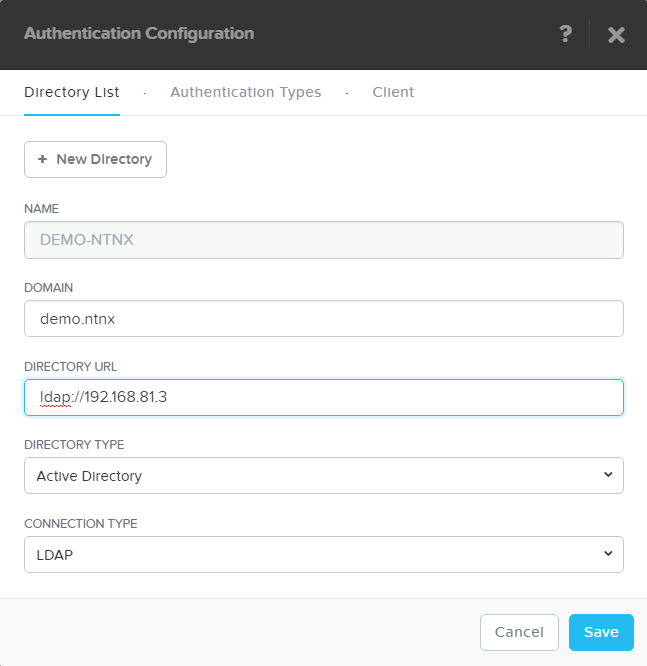 Authentication Configuration
?
Directory List · Authentication Types · Client
+ New Directory
NAME
DEMO-NTNX
DOMAIN
demo.ntnx
DIRECTORY URL
ldap://192.168.81.3
DIRECTORY TYPE
Active Directory
CONNECTION TYPE
LDAP
Cancel Save